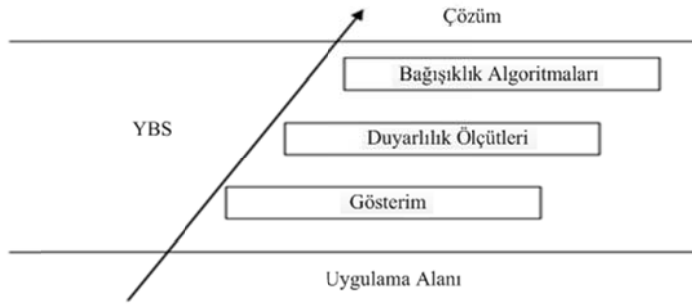 Çözüm
Bağışıklık Algoritmaları
YBS
Duyarlılık Ölçütleri
Gösterim
Uygulama Alanı